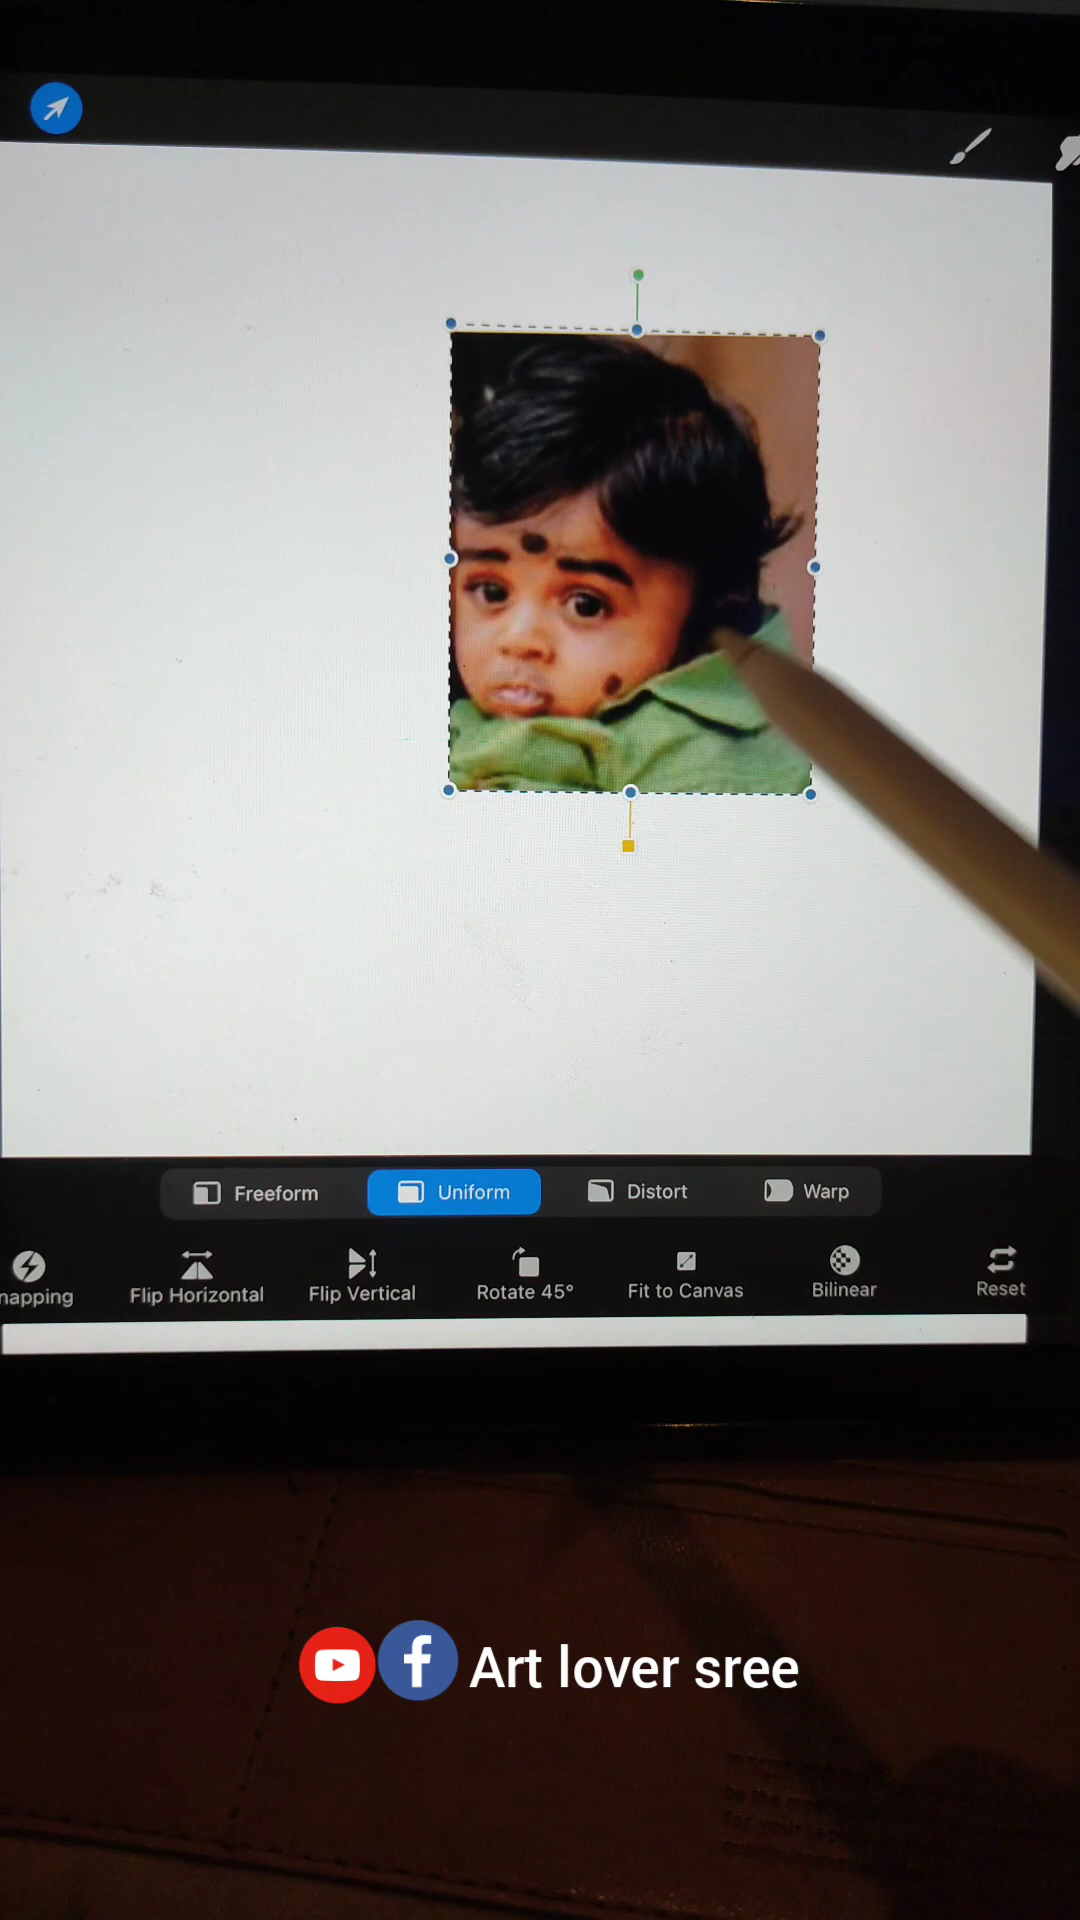 Freeform Uniform Distort Warp
napping Flip Horizontal Flip Vertical Rotate 45° Fit to Canvas Bilinear Reset
Art lover sree